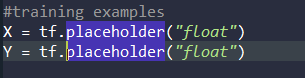 #training examples
X = tf.placeholder("float")
Y = tf.placeholder("float")